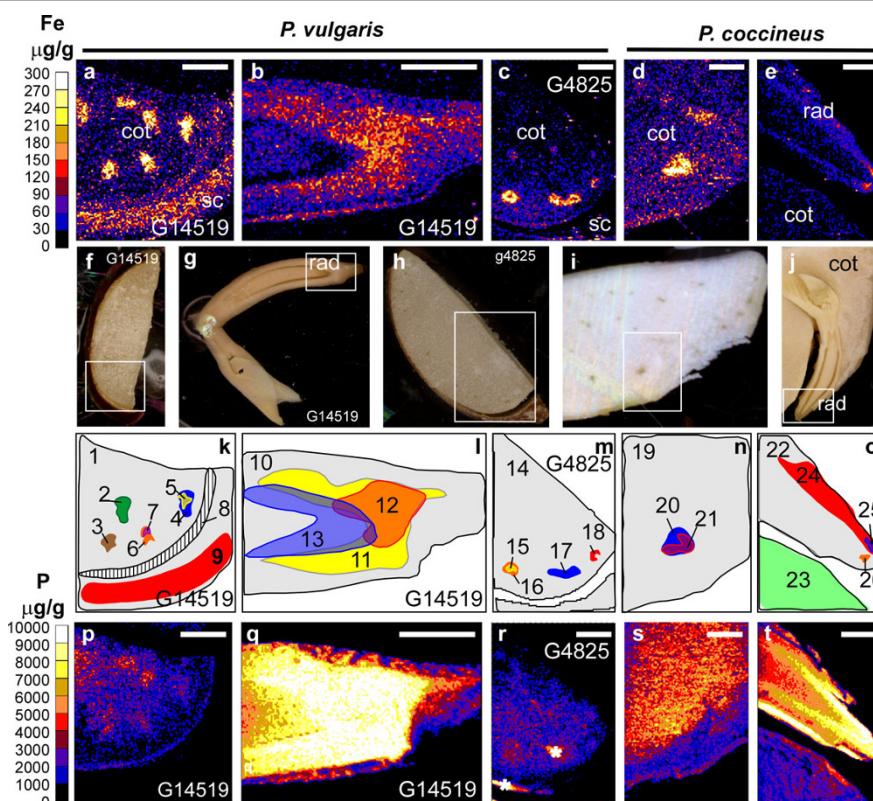 Fe
µg/g
P. vulgaris
P. coccineus
300
270
240
210
180
150
120
90
60
30
0
a
cot
sc
G14519
b
G14519
c
G4825
cot
sc
d
cot
e
rad
cot
f
G14519
g
rad
G14519
h
g4825
i
j
cot
rad
k
1
2
3
5
7
4
8
6
9
G14519
l
10
12
13
11
G14519
m
14
G4825
15
17
18
16
n
19
20
21
o
22
24
25
23
P
µg/g
10000
9000
8000
7000
6000
5000
4000
3000
2000
1000
0
p
G14519
q
G14519
r
G4825
*
*
s
t